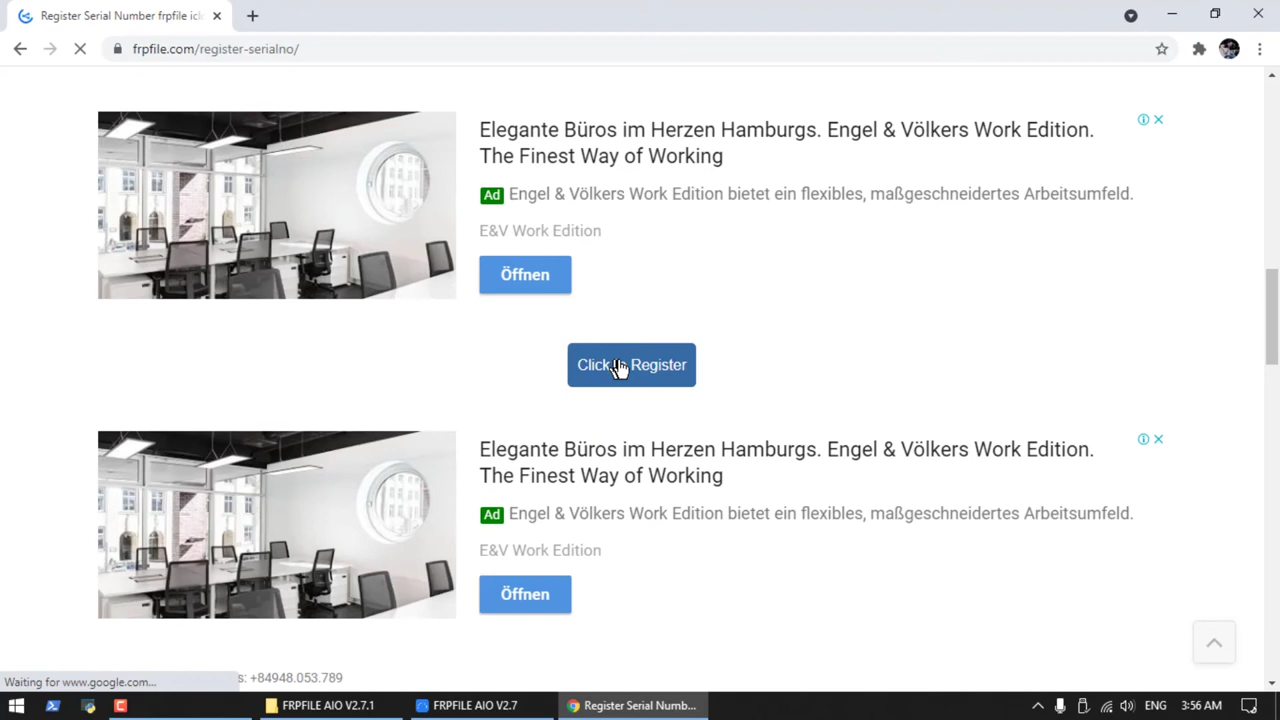 Register Serial Number frpfile ick
frpfile.com/register-serialno/
Elegante Büros im Herzen Hamburgs. Engel & Völkers Work Edition.
The Finest Way of Working
Ad Engel & Völkers Work Edition bietet ein flexibles, maßgeschneidertes Arbeitsumfeld.
E&V Work Edition
Öffnen
Click Register
Elegante Büros im Herzen Hamburgs. Engel & Völkers Work Edition.
The Finest Way of Working
Ad Engel & Völkers Work Edition bietet ein flexibles, maßgeschneidertes Arbeitsumfeld.
E&V Work Edition
Öffnen
Waiting for www.google.com...
s: +84948.053.789
FRPFILE AIO V2.7.1
FRPFILE AIO V2.7
Register Serial Numb...
ENG
3:56 AM